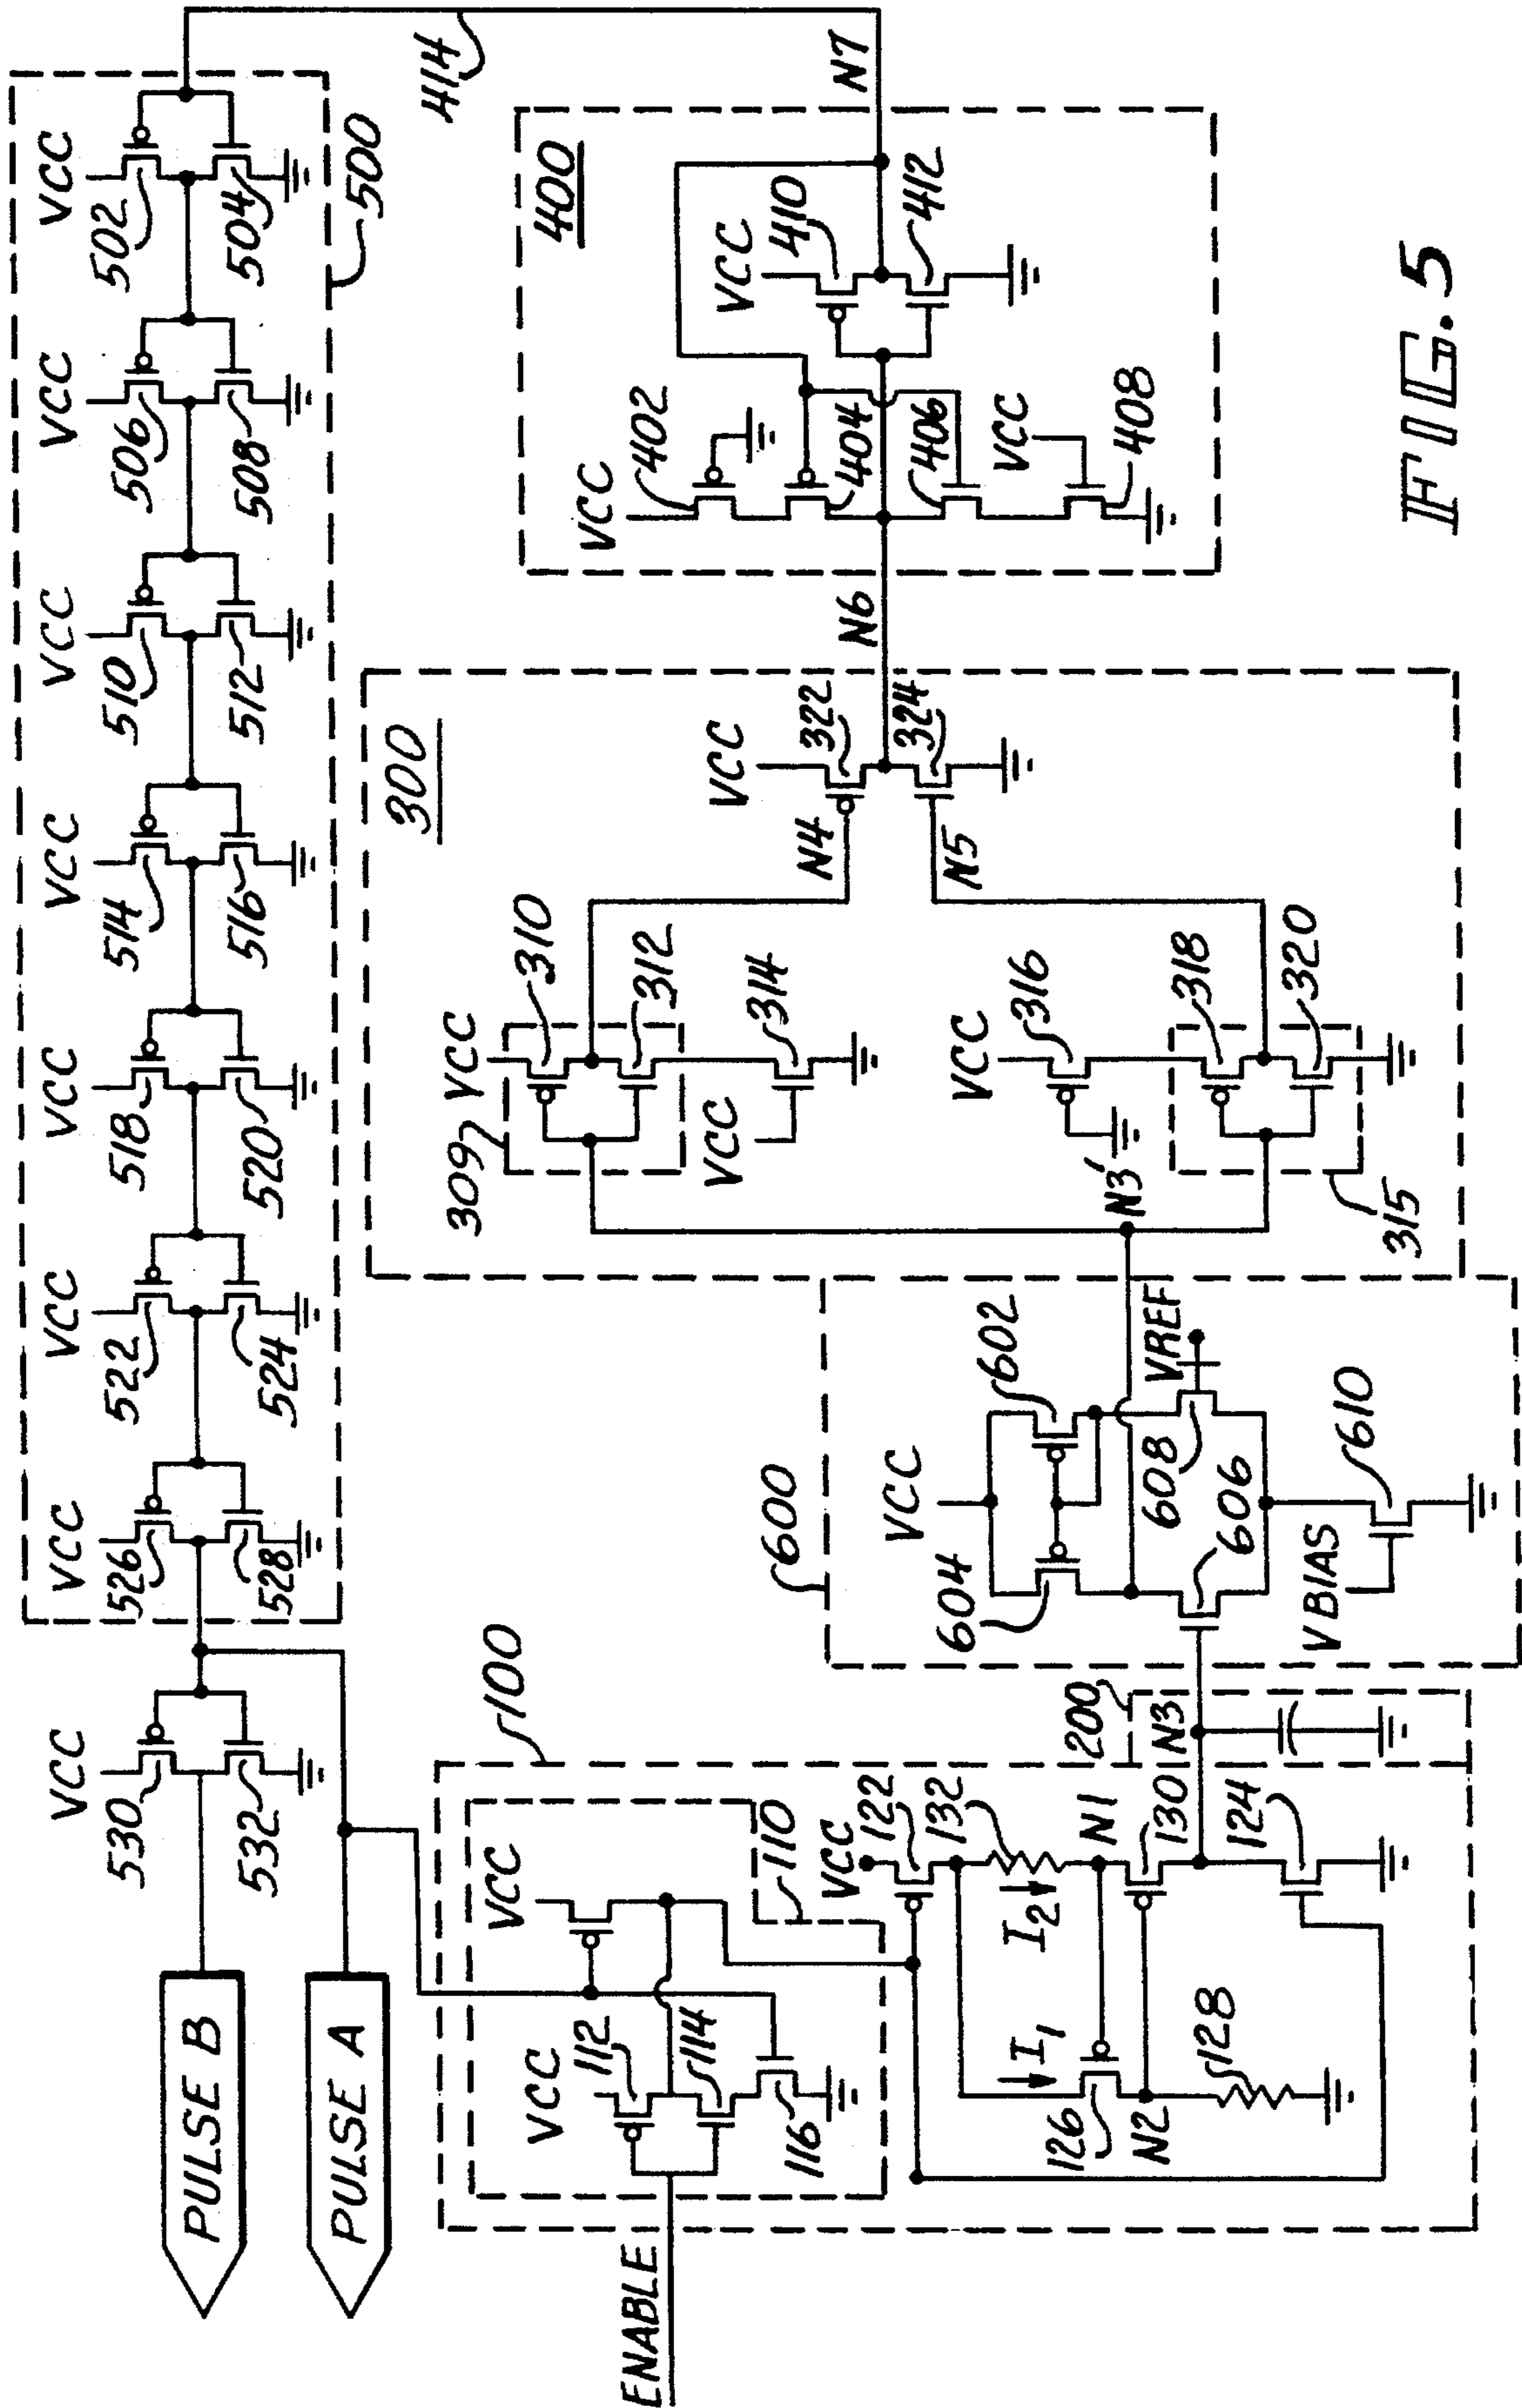 VCC
VCC
VCC
VCC
VCC
VCC
VCC
VCC
530
526
522
518
514
510
506
502
532
528
524
520
516
512
508
504
500
PULSE B
PULSE A
414
100
600
300
400
ENABLE
110
VCC
VCC
112
114
116
VCC
122
132
I2
I1
N1
130
124
126
N2
128
200
N3
VCC
602
604
606
608
VREF
VBIAS
610
309
VCC
310
312
VCC
314
N3'
VCC
316
318
320
315
N4
N5
VCC
322
324
N6
VCC
402
404
406
VCC
408
VCC
410
412
N7
FIG. 5